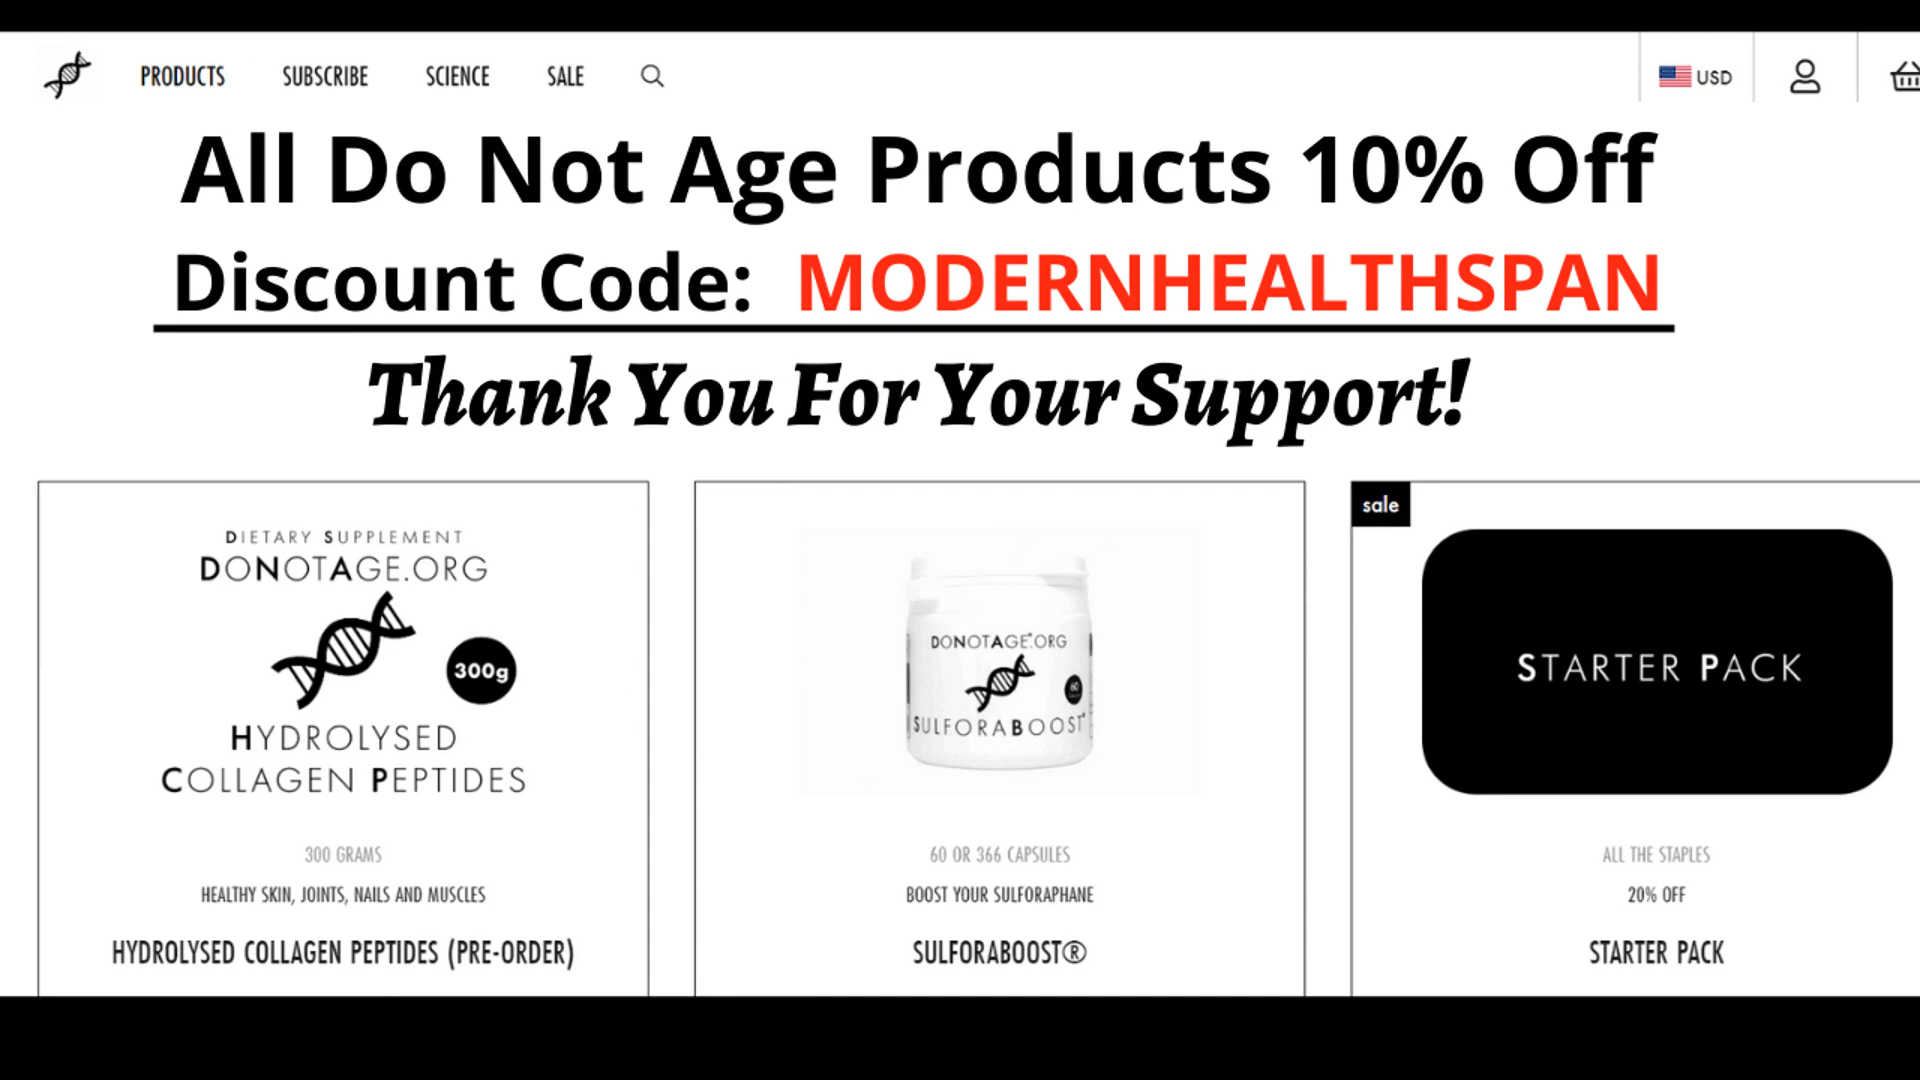 PRODUCTS SUBSCRIBE SCIENCE SALE USD
All Do Not Age Products 10% Off
Discount Code: MODERNHEALTHSPAN
Thank You For Your Support!
DIETARY SUPPLEMENT
DONOTAGE.ORG
300g
HYDROLYSED
COLLAGEN PEPTIDES
300 GRAMS
HEALTHY SKIN, JOINTS, NAILS AND MUSCLES
HYDROLYSED COLLAGEN PEPTIDES (PRE-ORDER)
DONOTAGE.ORG
60
SULFORABOOST®
60 OR 366 CAPSULES
BOOST YOUR SULFORAPHANE
SULFORABOOST®
sale
STARTER PACK
ALL THE STAPLES
20% OFF
STARTER PACK